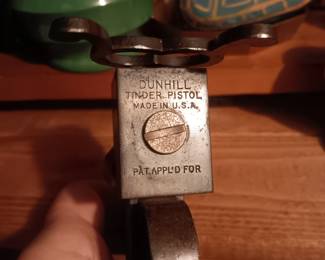 DUNHILL
TINDER PISTOL
MADE IN U.S.A.
PAT. APPL'D FOR